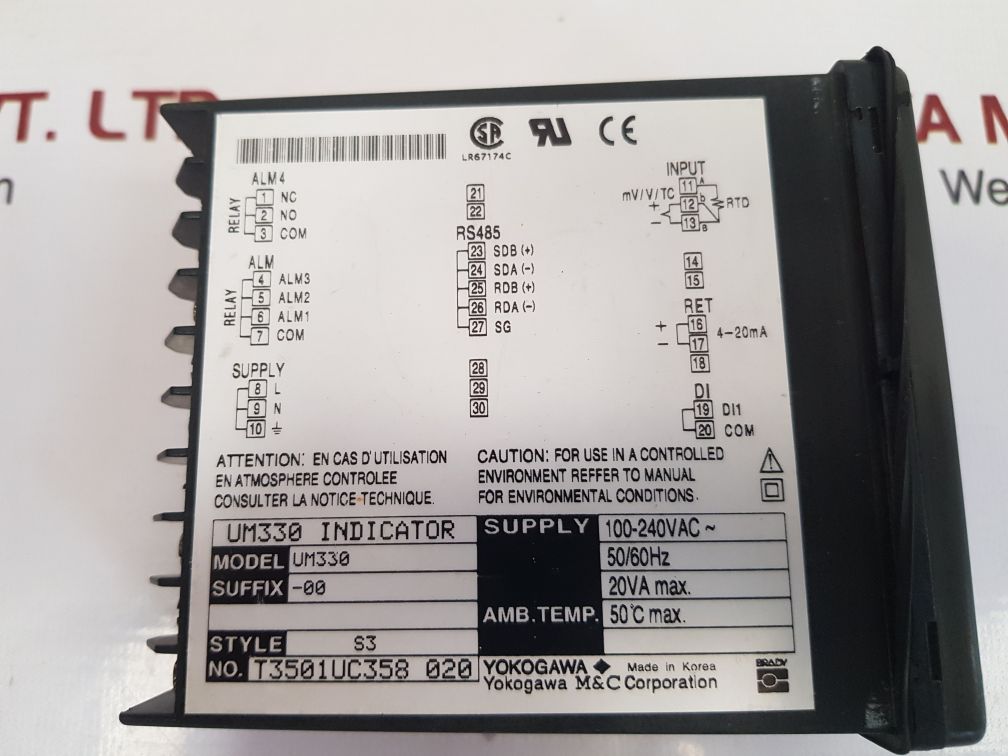 VT. LTD
A M
m
We
LR67174C
CE
ALM 4
RELAY
1 NC
2 NO
3 COM
ALM
RELAY
4 ALM3
5 ALM2
6 ALM1
7 COM
SUPPLY
8 L
9 N
10
21
22
RS485
23 SDB (+)
24 SDA (-)
25 RDB (+)
26 RDA (-)
27 SG
28
29
30
INPUT
mV/V/TC
+
-
11 A
12 b
13 B
RTD
14
15
RET
+ 16
- 17
4-20mA
18
DI
19 DI1
20 COM
ATTENTION: EN CAS D'UTILISATION
EN ATMOSPHERE CONTROLEE
CONSULTER LA NOTICE TECHNIQUE.
CAUTION: FOR USE IN A CONTROLLED
ENVIRONMENT REFFER TO MANUAL
FOR ENVIRONMENTAL CONDITIONS.
UM330 INDICATOR
MODEL UM330
SUFFIX -00
STYLE S3
NO. T3501UC358 020
SUPPLY 100-240VAC ~
50/60Hz
20VA max.
AMB.TEMP. 50°C max.
YOKOGAWA ◆ Made in Korea
Yokogawa M&C Corporation
BRADY